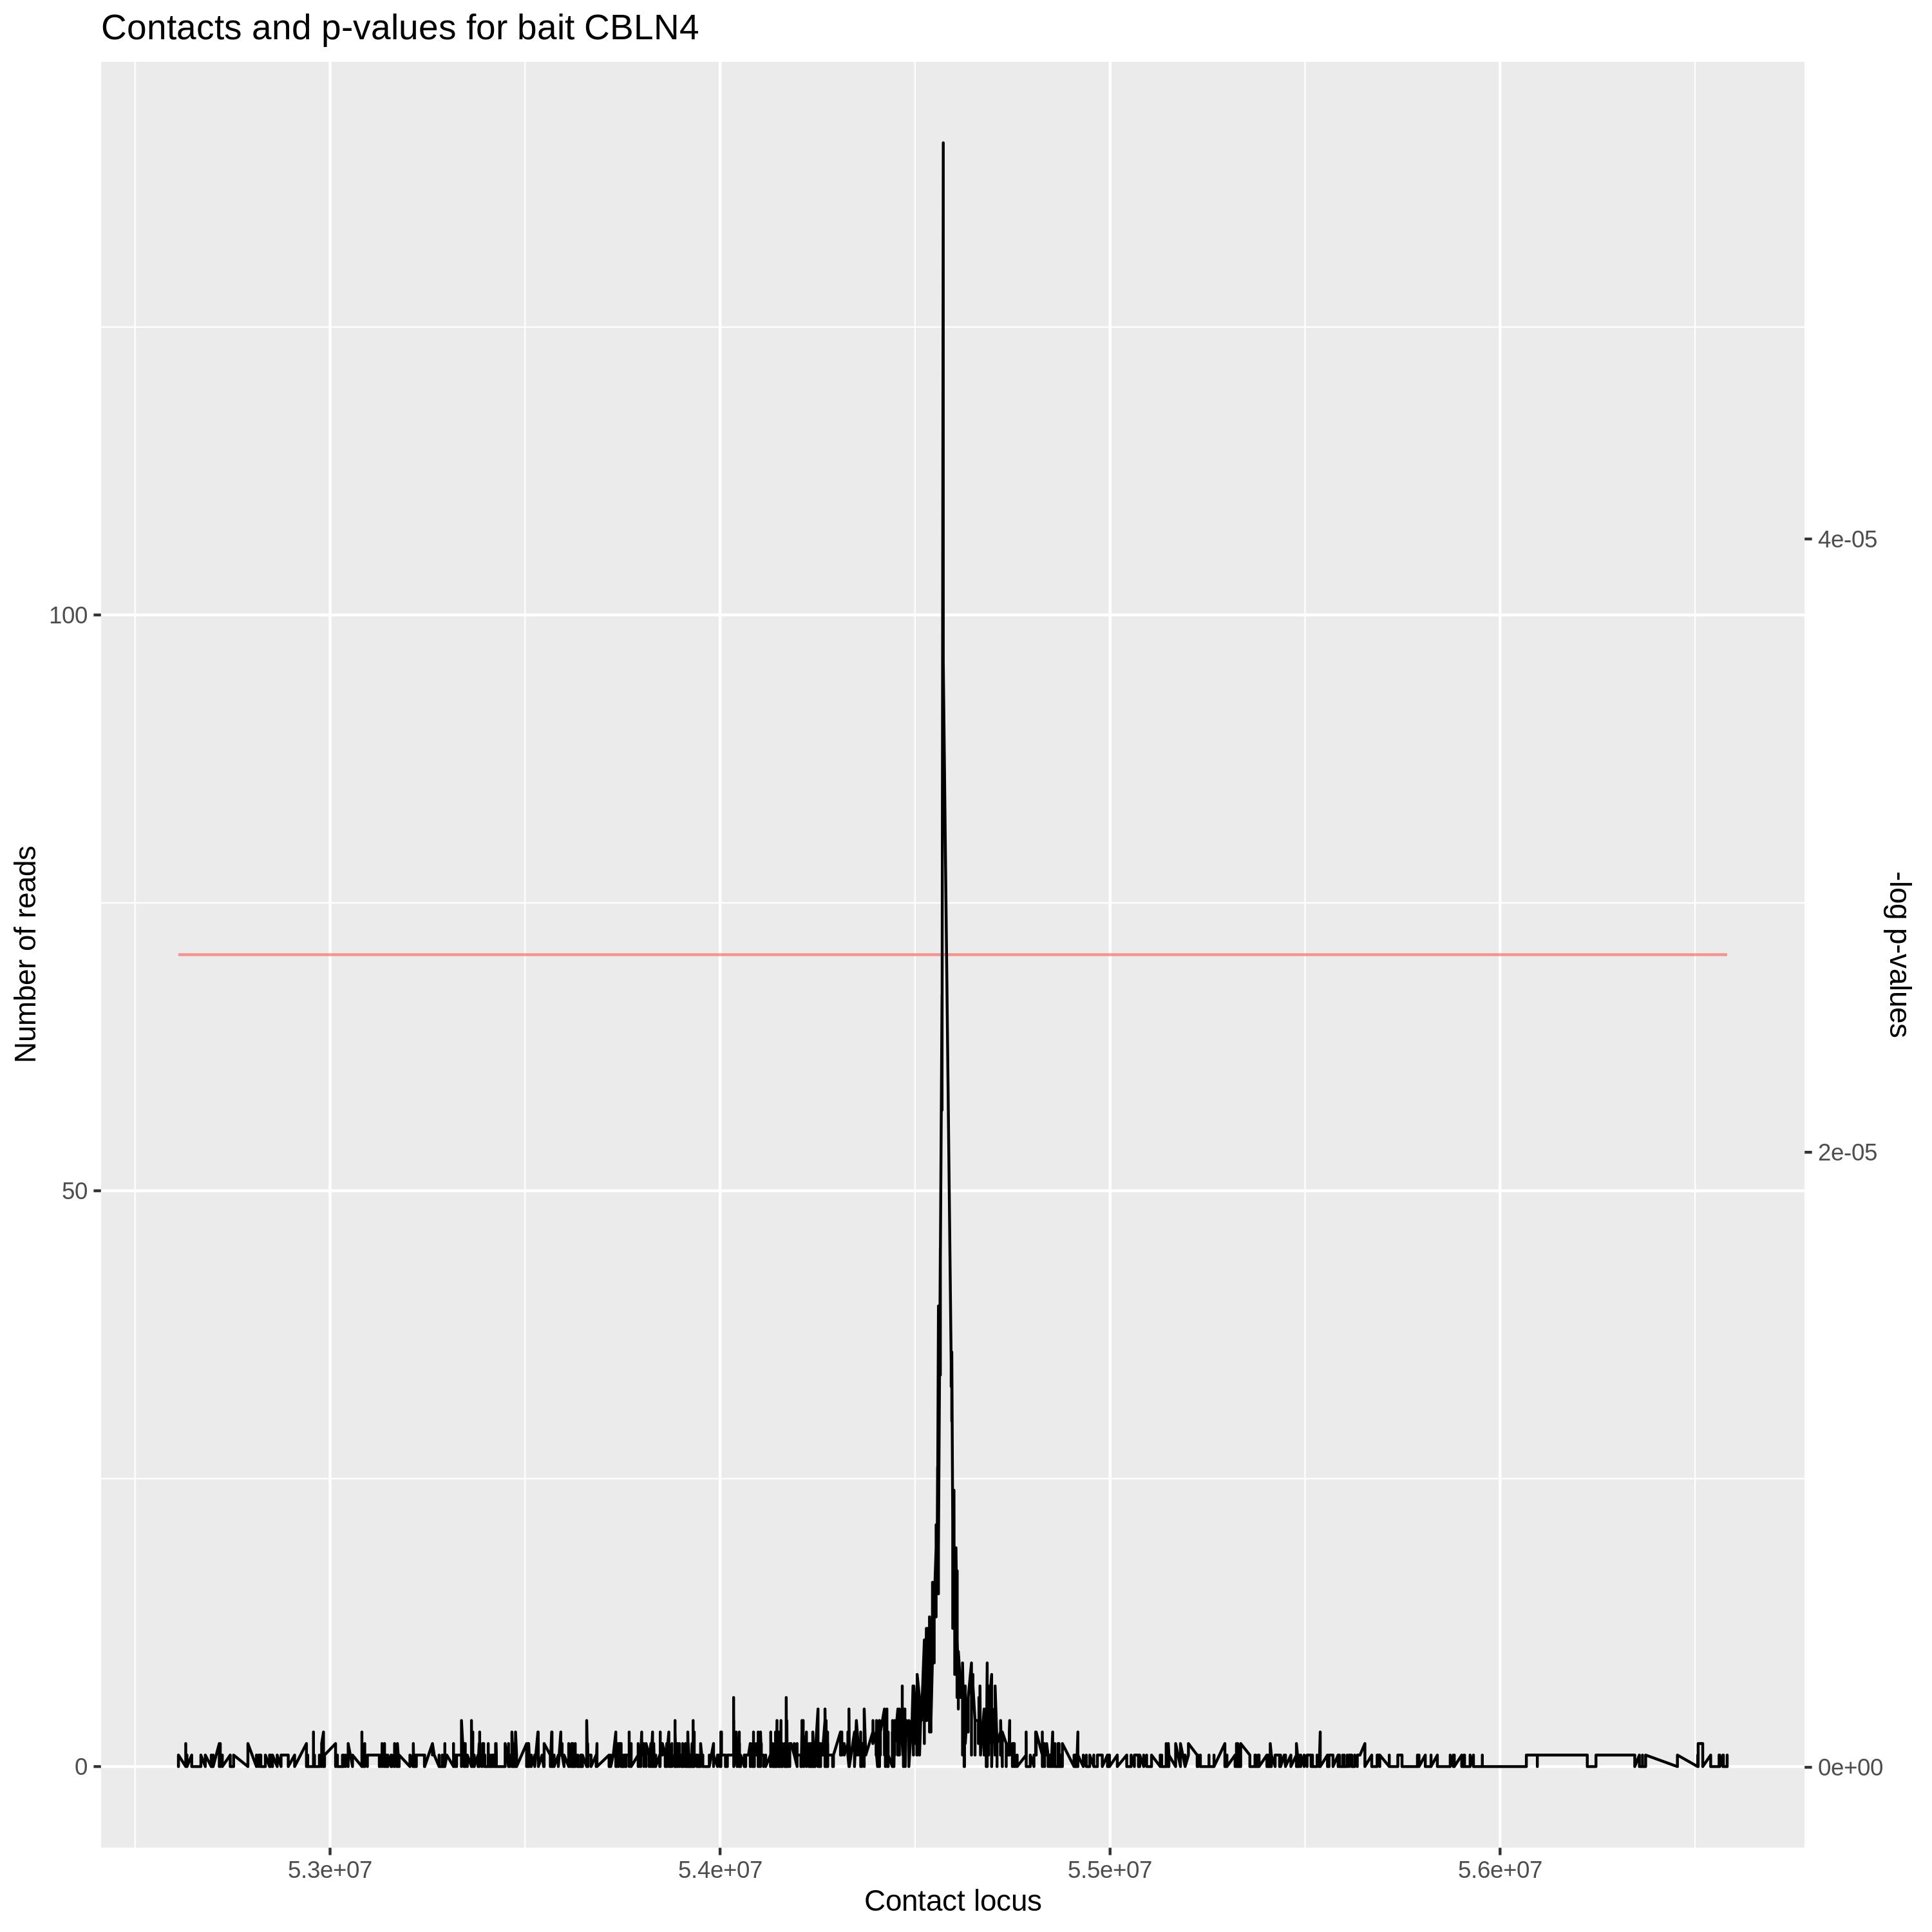 Contacts and p-values for bait CBLN4
Number of reads
100
50
0
4e-05
2e-05
0e+00
-log p-values
5.3e+07
5.4e+07
5.5e+07
5.6e+07
Contact locus